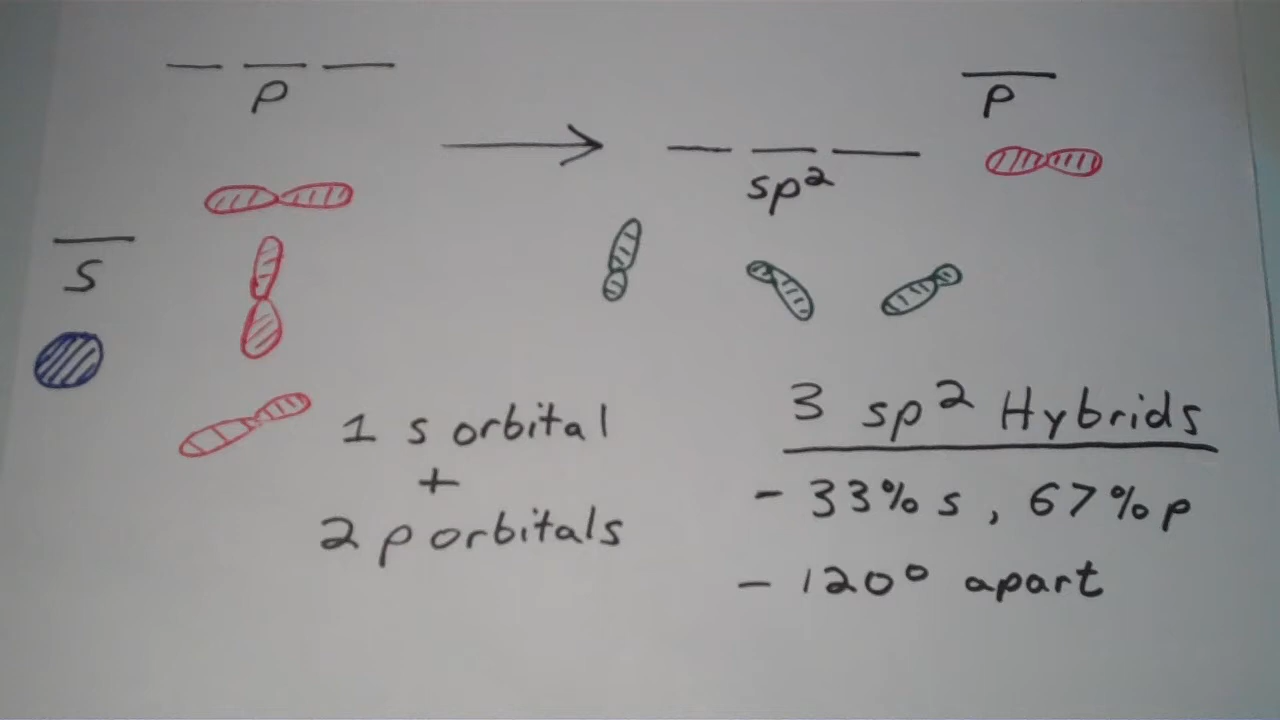 p
s
1 s orbital
+
2 p orbitals
p
sp²
3 sp² Hybrids
- 33% s, 67% p
- 120° apart